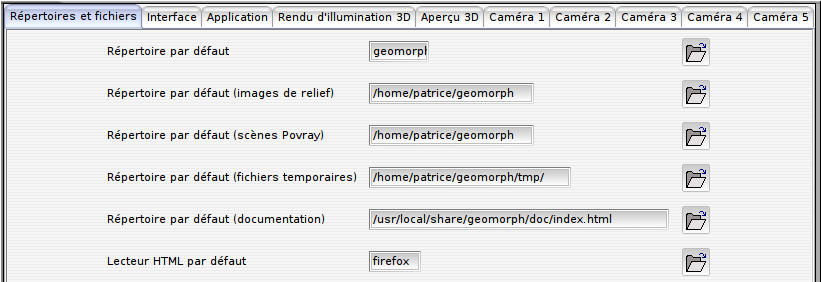 Répertoires et fichiers Interface Application Rendu d'illumination 3D Aperçu 3D Caméra 1 Caméra 2 Caméra 3 Caméra 4 Caméra 5
Répertoire par défaut geomorph
Répertoire par défaut (images de relief) /home/patrice/geomorph
Répertoire par défaut (scènes Povray) /home/patrice/geomorph
Répertoire par défaut (fichiers temporaires) /home/patrice/geomorph/tmp/
Répertoire par défaut (documentation) /usr/local/share/geomorph/doc/index.html
Lecteur HTML par défaut firefox